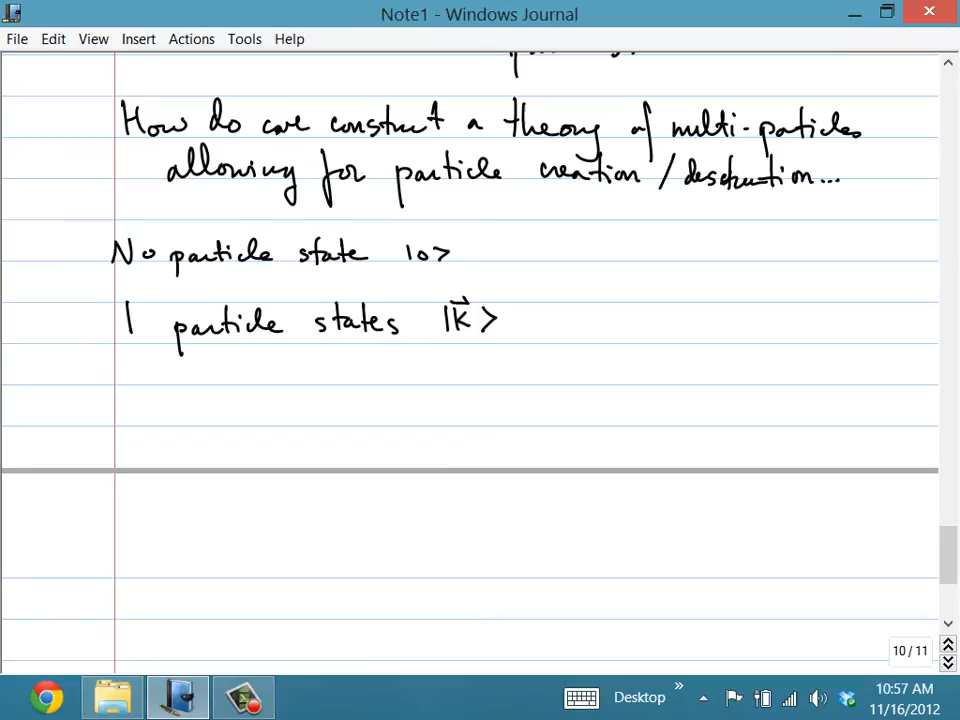 Note1 - Windows Journal
File Edit View Insert Actions Tools Help
How do we construct a theory of multi-particles
allowing for particle creation / destruction...
No particle state |0>
1 particle states |k⃗>
10 / 11
Desktop
10:57 AM
11/16/2012